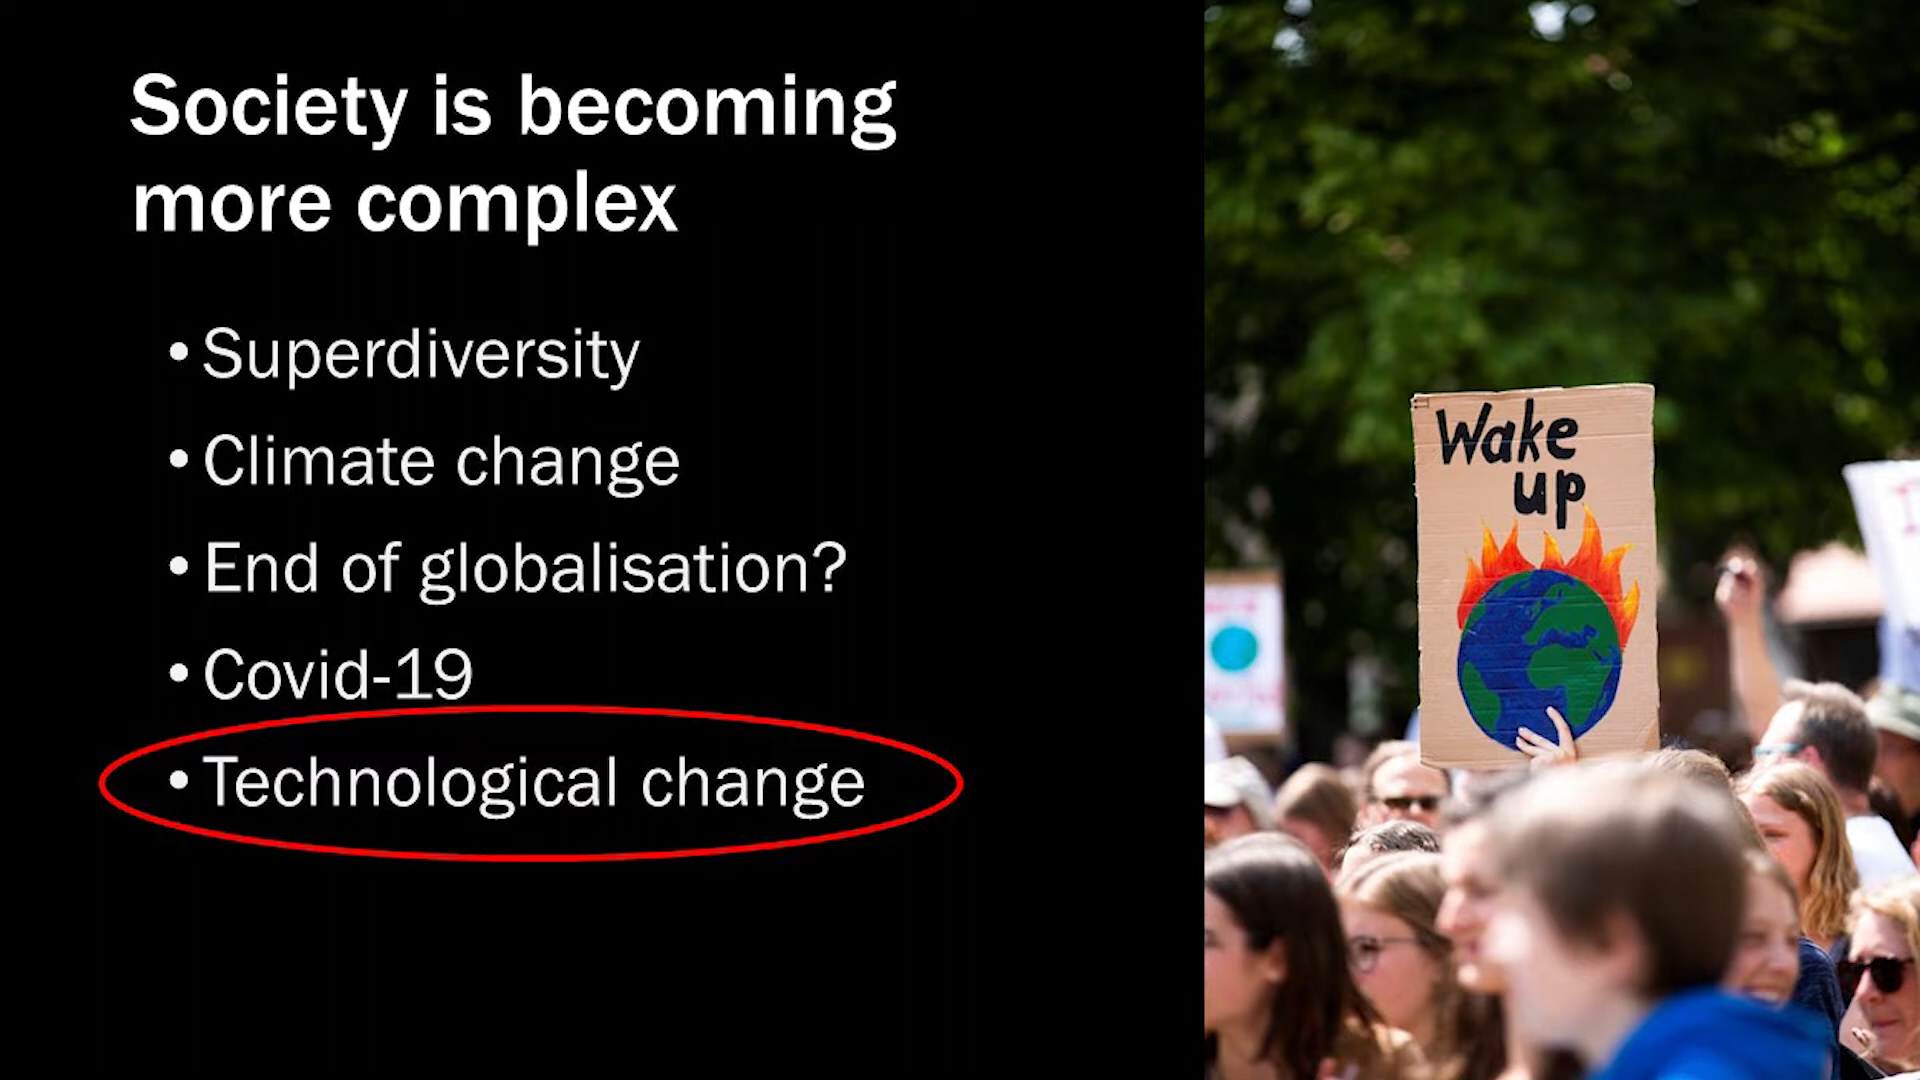 Society is becoming
more complex
• Superdiversity
• Climate change
• End of globalisation?
• Covid-19
• Technological change
Wake
up